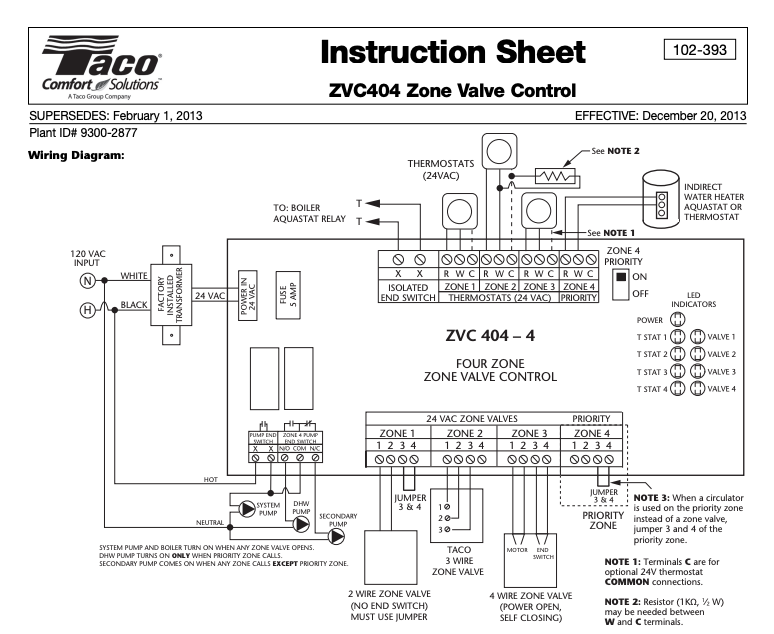 Taco
Comfort Solutions™
A Taco Group Company
Instruction Sheet
ZVC404 Zone Valve Control
102-393
SUPERSEDES: February 1, 2013
EFFECTIVE: December 20, 2013
Plant ID# 9300-2877
Wiring Diagram:
THERMOSTATS
(24VAC)
See NOTE 2
TO: BOILER
AQUASTAT RELAY
T
T
INDIRECT
WATER HEATER
AQUASTAT OR
THERMOSTAT
See NOTE 1
120 VAC
INPUT
N
WHITE
H
BLACK
FACTORY
INSTALLED
TRANSFORMER
24 VAC
POWER IN
24 VAC
FUSE
5 AMP
X X
ISOLATED
END SWITCH
R W C R W C R W C R W C
ZONE 1 ZONE 2 ZONE 3 ZONE 4
THERMOSTATS (24 VAC) PRIORITY
ZONE 4
PRIORITY
ON
OFF
LED
INDICATORS
POWER
T STAT 1 VALVE 1
T STAT 2 VALVE 2
T STAT 3 VALVE 3
T STAT 4 VALVE 4
ZVC 404 – 4
FOUR ZONE
ZONE VALVE CONTROL
24 VAC ZONE VALVES PRIORITY
ZONE 1 ZONE 2 ZONE 3 ZONE 4
1 2 3 4 1 2 3 4 1 2 3 4 1 2 3 4
PUMP END
SWITCH
X X
ZONE 4 PUMP
END SWITCH
N/O COM N/C
HOT
SYSTEM
PUMP
DHW
PUMP
SECONDARY
PUMP
NEUTRAL
SYSTEM PUMP AND BOILER TURN ON WHEN ANY ZONE VALVE OPENS.
DHW PUMP TURNS ON ONLY WHEN PRIORITY ZONE CALLS.
SECONDARY PUMP COMES ON WHEN ANY ZONE CALLS EXCEPT PRIORITY ZONE.
JUMPER
3 & 4
1
2
3
TACO
3 WIRE
ZONE VALVE
2 WIRE ZONE VALVE
(NO END SWITCH)
MUST USE JUMPER
MOTOR
END
SWITCH
4 WIRE ZONE VALVE
(POWER OPEN,
SELF CLOSING)
JUMPER
3 & 4
PRIORITY
ZONE
NOTE 3: When a circulator
is used on the priority zone
instead of a zone valve,
jumper 3 and 4 of the
priority zone.
NOTE 1: Terminals C are for
optional 24V thermostat
COMMON connections.
NOTE 2: Resistor (1KΩ, ½ W)
may be needed between
W and C terminals.